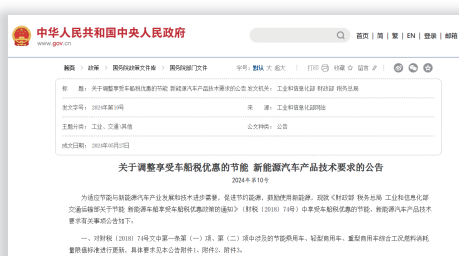 中华人民共和国中央人民政府
www.gov.cn
首页 | 简 | 繁 | EN | 登录 | 邮箱
首页 > 政策 > 国务院政策文件库 > 国务院部门文件 字号：默认 大 超大 | 打印 收藏 留言
标 题： 关于调整享受车船税优惠的节能 新能源汽车产品技术要求的公告 发文机关： 工业和信息化部 财政部 税务总局
发文字号： 2024年第10号 来 源： 工业和信息化部网站
主题分类： 工业、交通\其他 公文种类： 公告
成文日期： 2024年05月27日
关于调整享受车船税优惠的节能 新能源汽车产品技术要求的公告
2024年第10号
为适应节能与新能源汽车产业发展和技术进步需要，促进节约能源，鼓励使用新能源，现就《财政部 税务总局 工业和信息化部
交通运输部关于节能 新能源车船享受车船税优惠政策的通知》（财税〔2018〕74号）中享受车船税优惠的节能、新能源汽车产品技术
要求有关事项公告如下：
一、对财税〔2018〕74号文中第一条第（一）项、第（二）项中涉及的节能乘用车、轻型商用车、重型商用车综合工况燃料消耗
量限值标准进行更新，具体要求见本公告附件1、附件2、附件3。